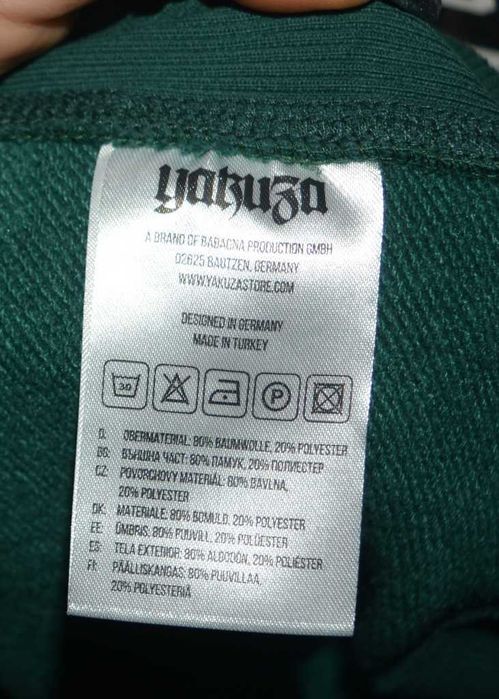 yakuza
A BRAND OF BABACNA PRODUCTION GMBH
02625 BAUTZEN, GERMANY
WWW.YAKUZASTORE.COM
DESIGNED IN GERMANY
MADE IN TURKEY
30 P
D: OBERMATERIAL: 80% BAUMWOLLE, 20% POLYESTER
BG: ВЪНШНА ЧАСТ: 80% ПАМУК, 20% ПОЛИЕСТЕР
CZ: POVORCHOVY MATERIÁL: 80% BAVLNA,
20% POLYESTER
DK: MATERIALE: 80% BOMULD, 20% POLYESTER
EE: ÜMBRIS: 80% PUUVILL, 20% POLÜESTER
ES: TELA EXTERIOR: 80% ALGODÓN, 20% POLIÉSTER
FI: PÄÄLLISKANGAS: 80% PUUVILLAA,
20% POLYESTERIÄ